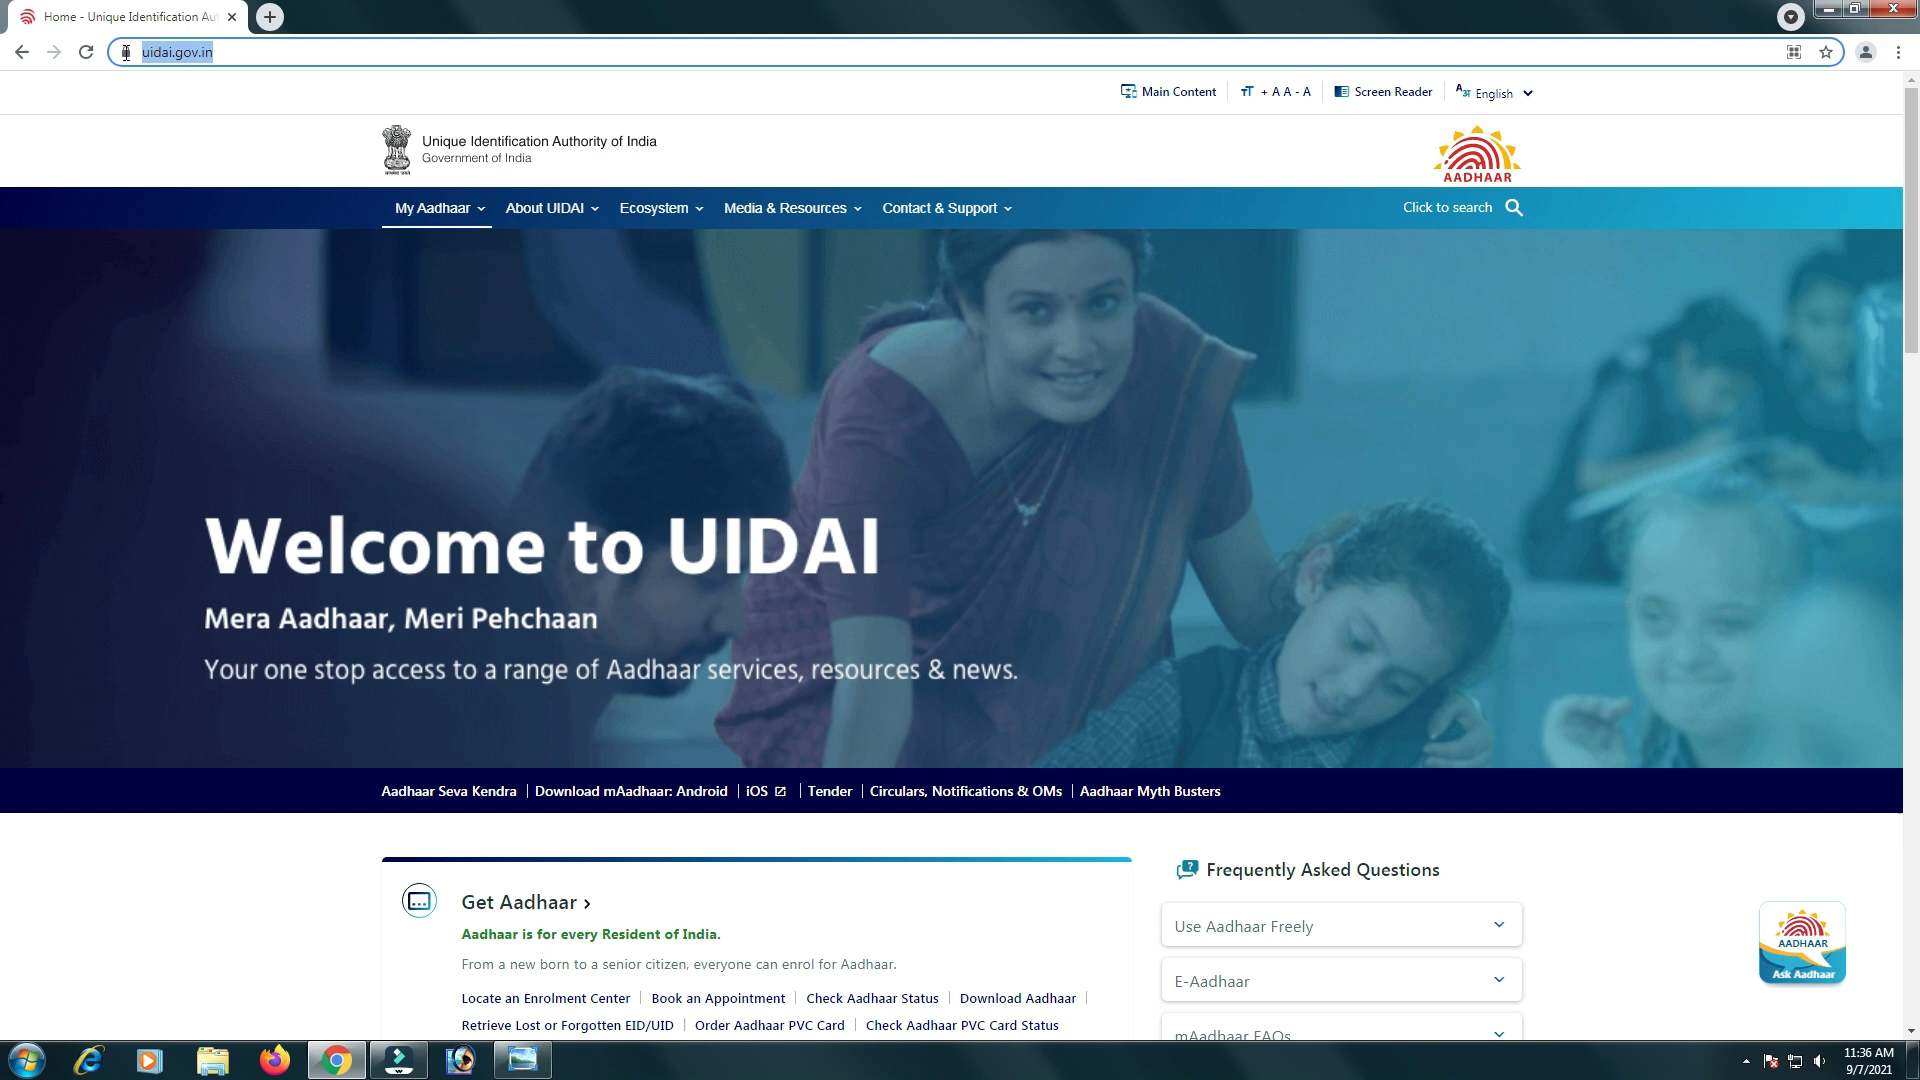 Home - Unique Identification Au
uidai.gov.in
Main Content
+ A A - A
Screen Reader
English
Unique Identification Authority of India
Government of India
AADHAAR
My Aadhaar
About UIDAI
Ecosystem
Media & Resources
Contact & Support
Click to search
Welcome to UIDAI
Mera Aadhaar, Meri Pehchaan
Your one stop access to a range of Aadhaar services, resources & news.
Aadhaar Seva Kendra
Download mAadhaar: Android
iOS
Tender
Circulars, Notifications & OMs
Aadhaar Myth Busters
Get Aadhaar
Aadhaar is for every Resident of India.
From a new born to a senior citizen, everyone can enrol for Aadhaar.
Locate an Enrolment Center
Book an Appointment
Check Aadhaar Status
Download Aadhaar
Retrieve Lost or Forgotten EID/UID
Order Aadhaar PVC Card
Check Aadhaar PVC Card Status
Frequently Asked Questions
Use Aadhaar Freely
E-Aadhaar
mAadhaar FAQs
AADHAAR
Ask Aadhaar
11:36 AM
9/7/2021